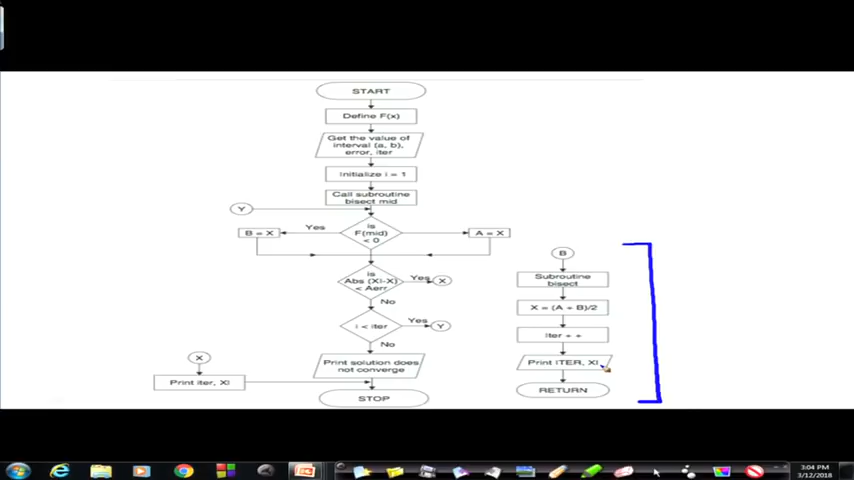 START
Define F(x)
Get the value of
interval (a, b),
error, iter
Initialize i = 1
Call subroutine
bisect mid
Y
is
F(mid)
< 0
Yes
B = X
A = X
is
Abs (XI-X)
< Aerr
Yes
X
No
i < iter
Yes
Y
No
Print solution does
not converge
STOP
X
Print iter, XI
B
Subroutine
bisect
X = (A + B)/2
Iter + +
Print ITER, XI
RETURN
3:04 PM
3/12/2018